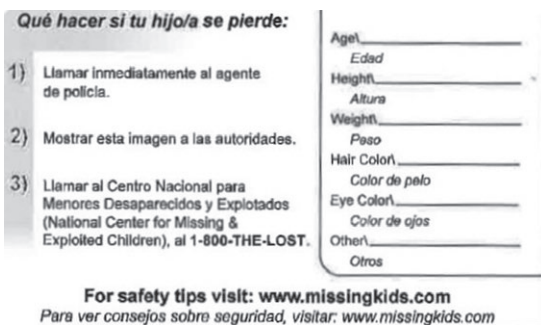 Qué hacer si tu hijo/a se pierde:
1) Llamar inmediatamente al agente
de policía.
2) Mostrar esta imagen a las autoridades.
3) Llamar al Centro Nacional para
Menores Desaparecidos y Explotados
(National Center for Missing &
Exploited Children), al 1-800-THE-LOST.
Age\
Edad
Height\
Altura
Weight\
Peso
Hair Color\
Color de pelo
Eye Color\
Color de ojos
Other\
Otros
For safety tips visit: www.missingkids.com
Para ver consejos sobre seguridad, visitar: www.missingkids.com